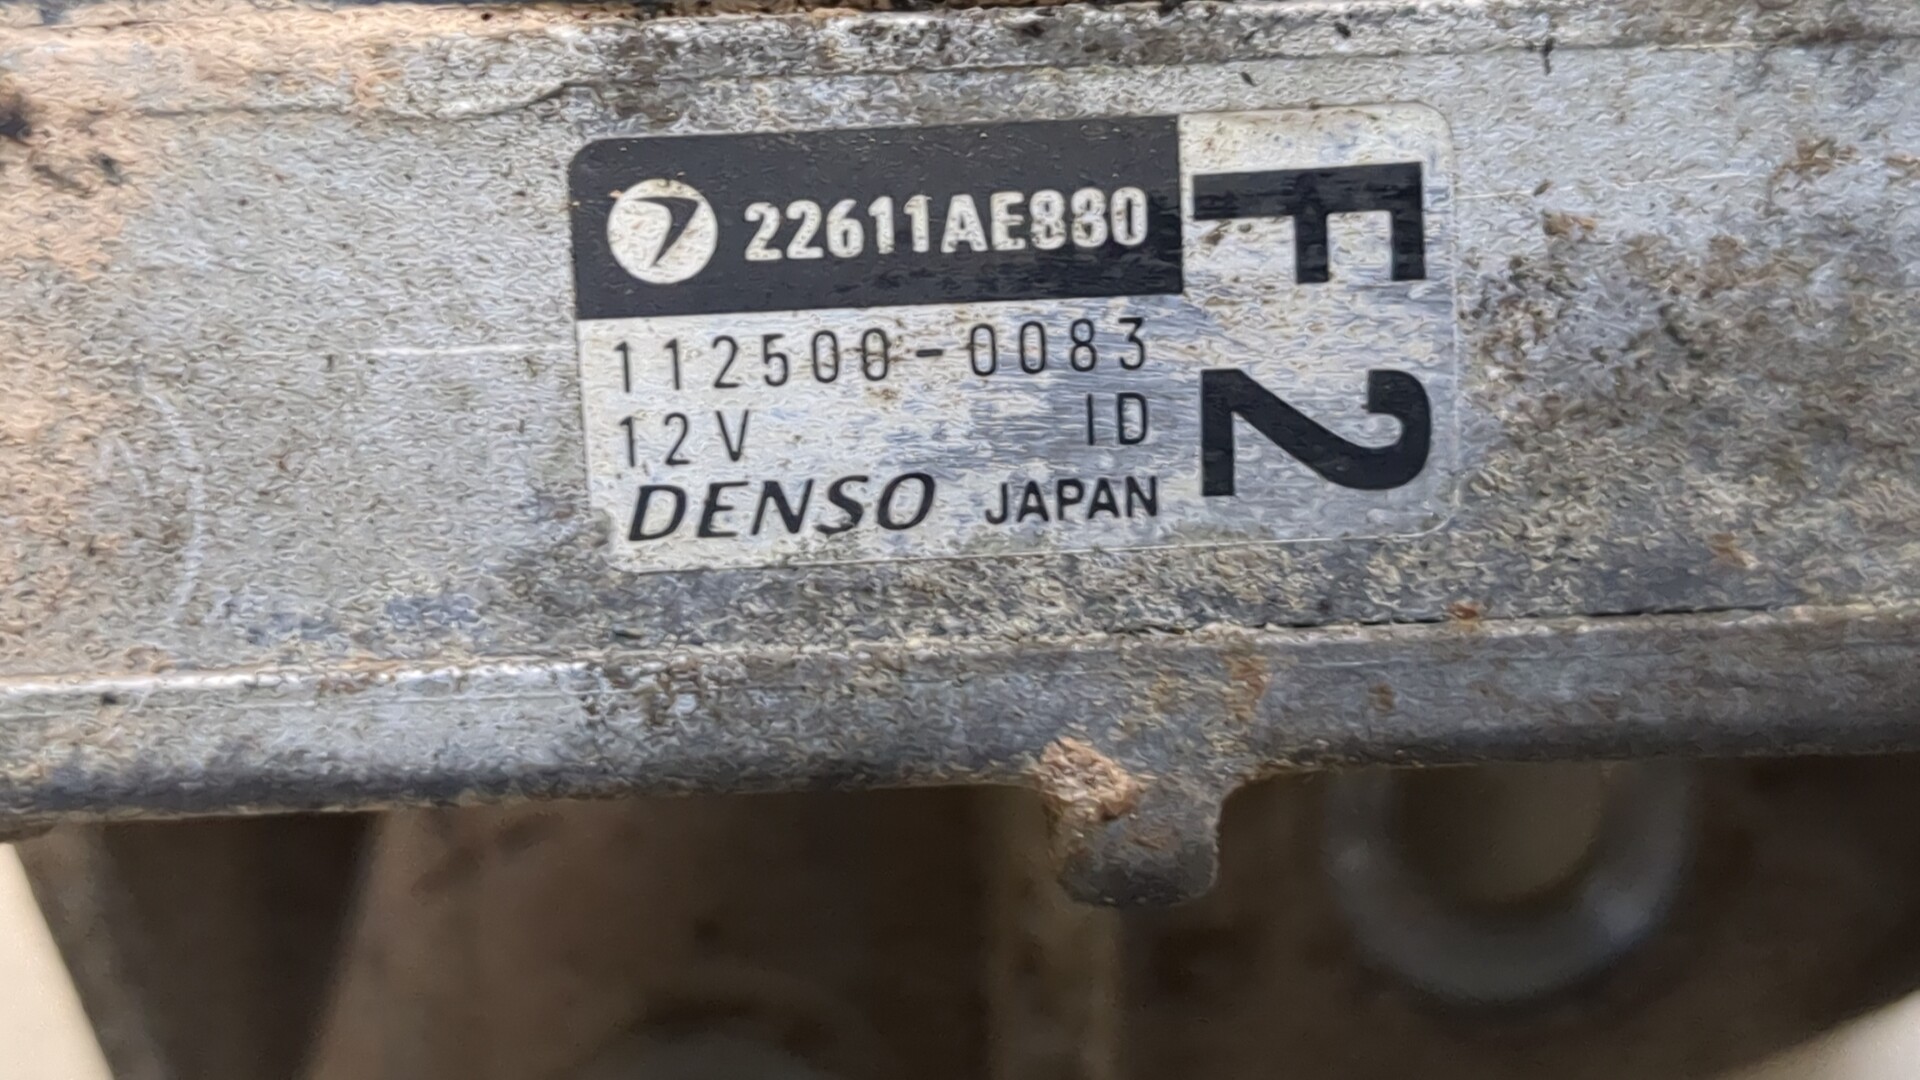 22611AE880
112500-0083
12V ID
DENSO JAPAN
F2